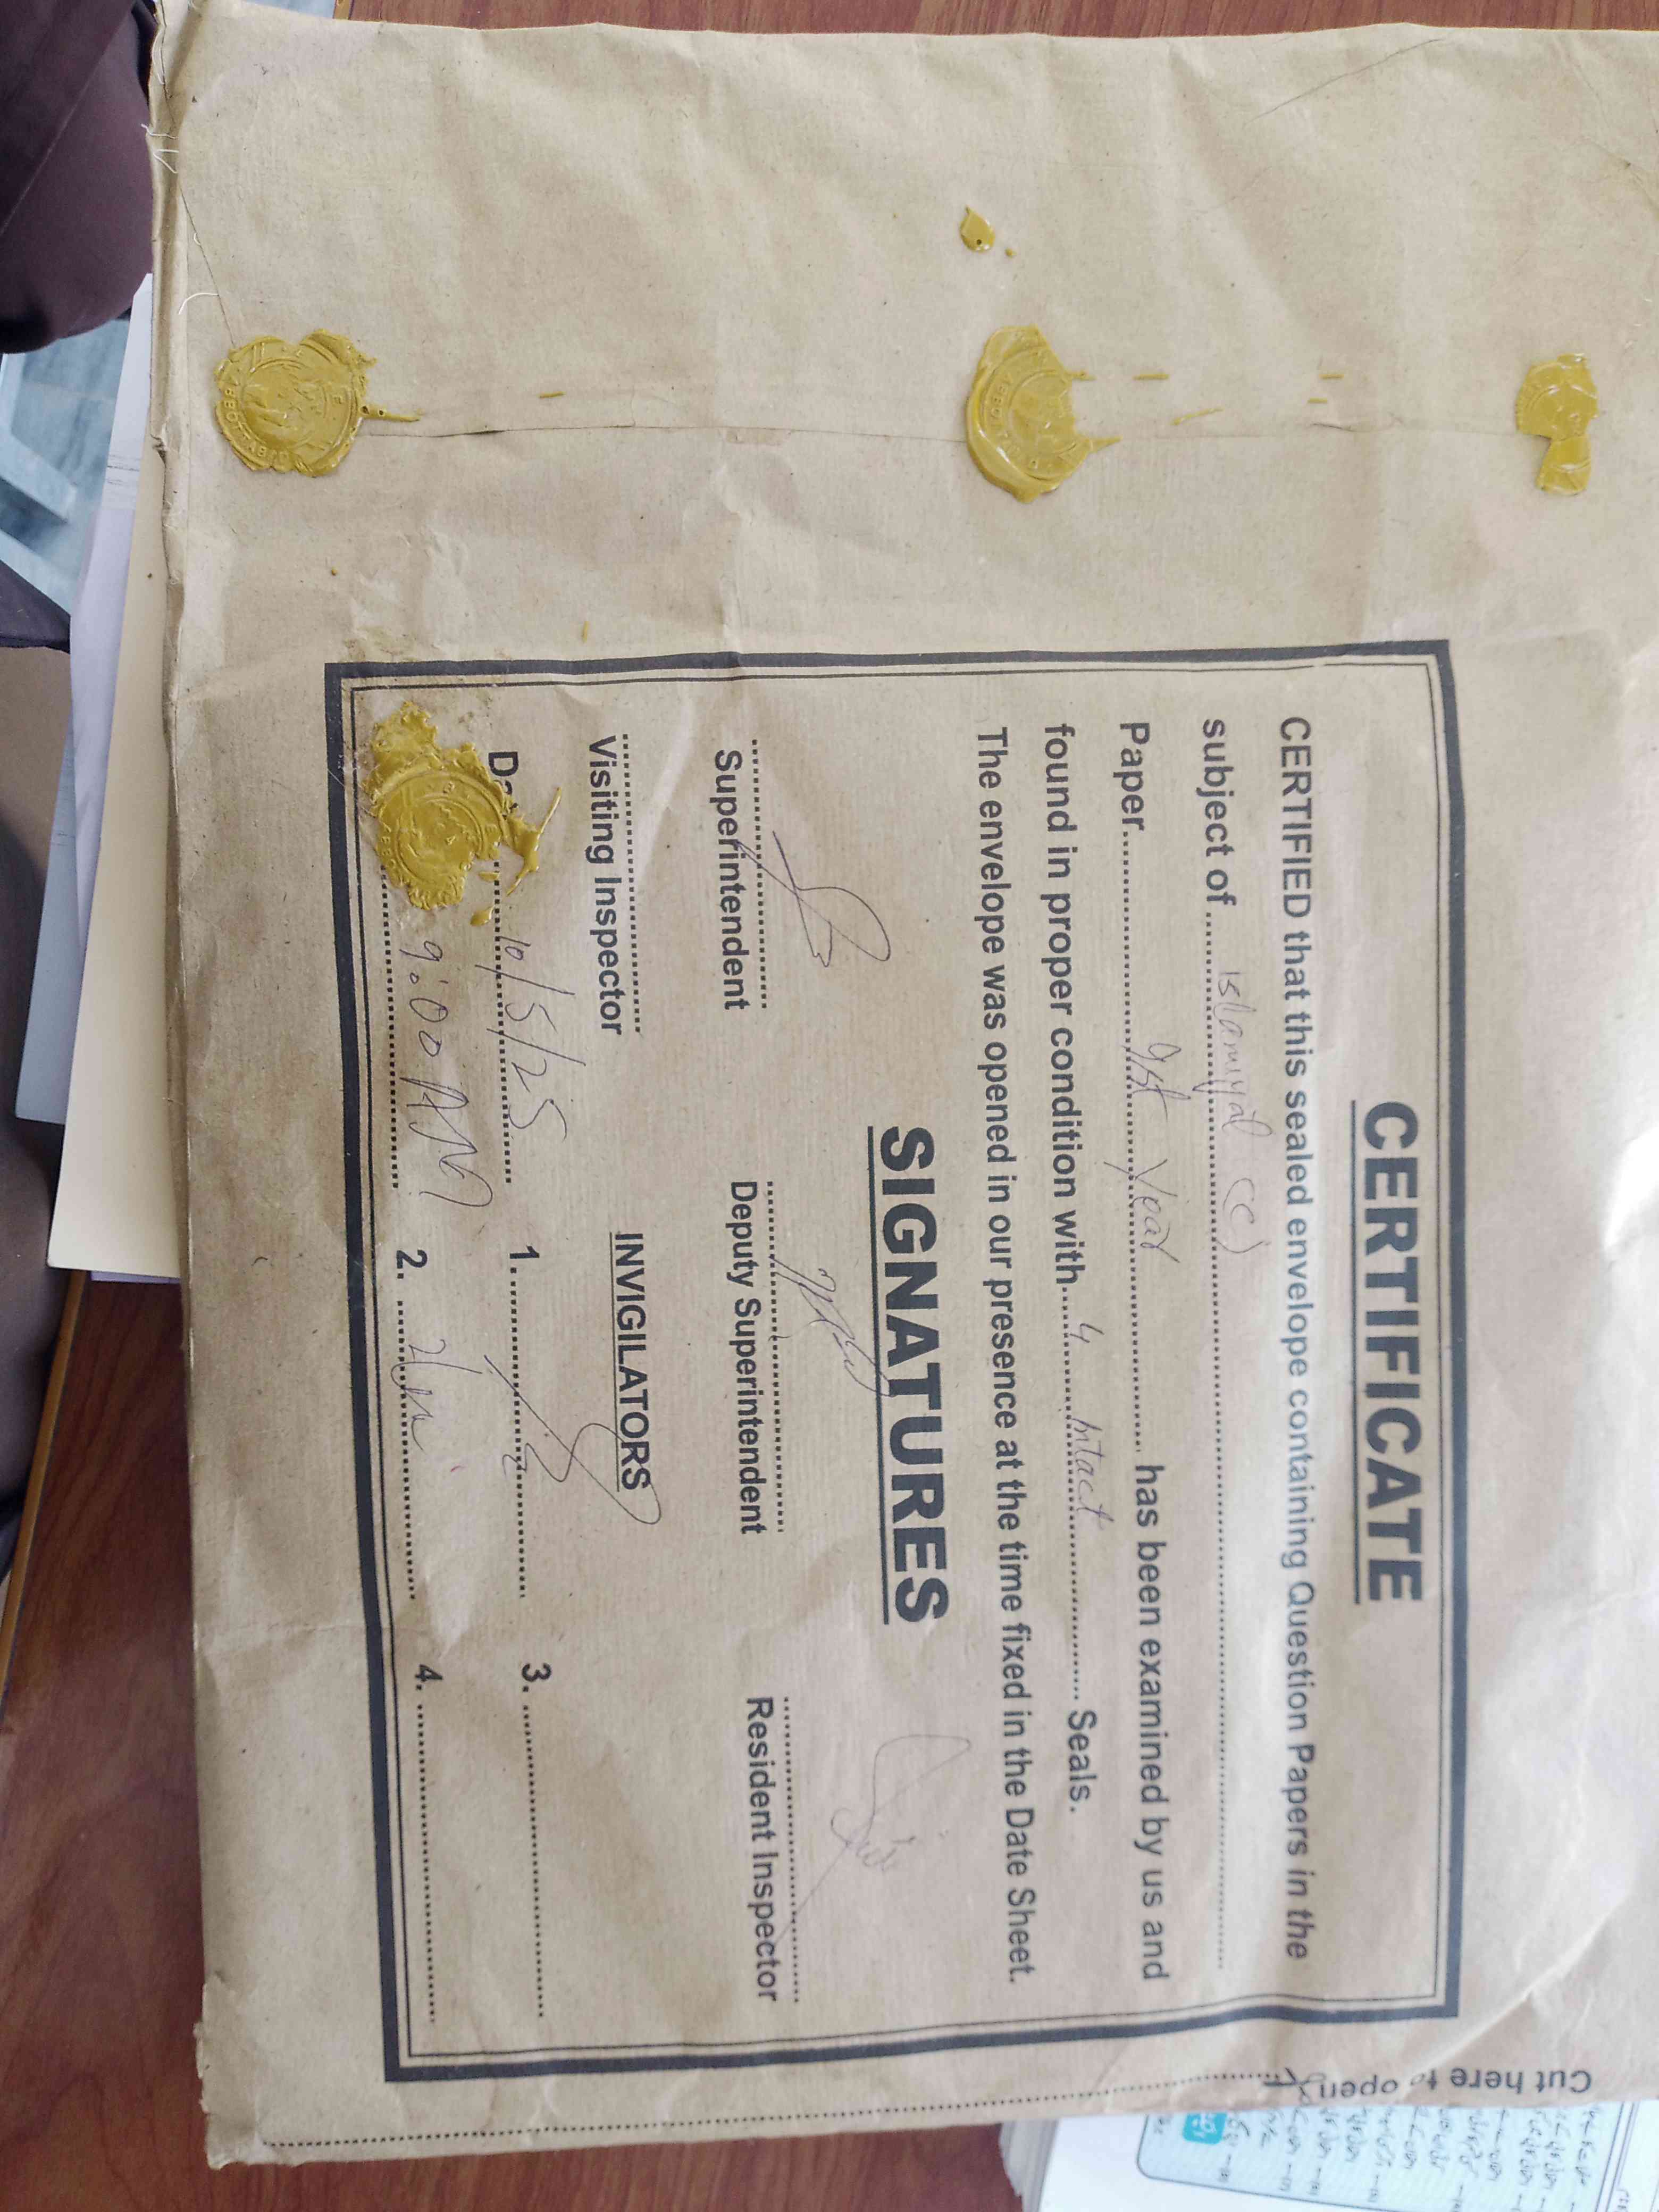 CERTIFICATE
CERTIFIED that this sealed envelope containing Question Papers in the
subject of ..... Islamiyat (C) .....
Paper..... 1st Year ..... has been examined by us and
found in proper condition with..... 4 Intact ..... Seals.
The envelope was opened in our presence at the time fixed in the Date Sheet.
SIGNATURES
Superintendent Deputy Superintendent Resident Inspector
Visiting Inspector INVIGILATORS
10/5/25 1. 3.
9:00 AM 2. 4.
Cut here to open